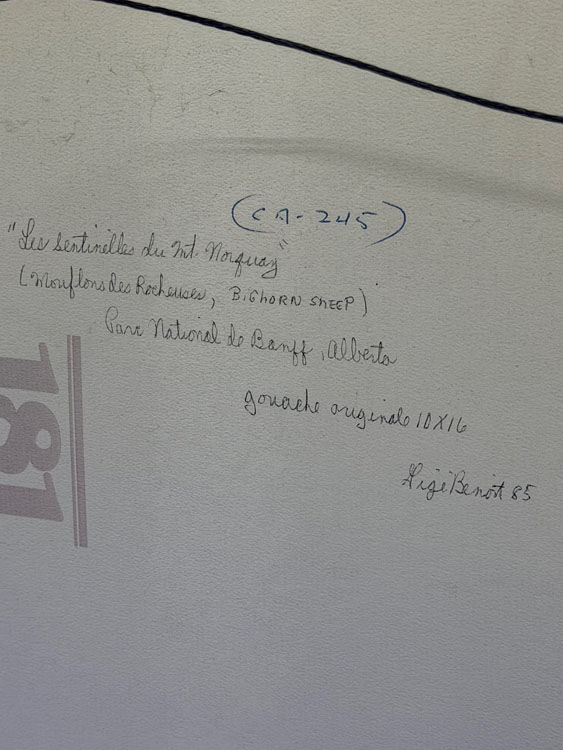 (CA-245)
"Les sentinelles du Mt. Norquay"
(Mouflons des Rocheuses, BigHORN SHEEP)
Parc National de Banff, Alberta
gouache originale 10X16
Benoit 85
181